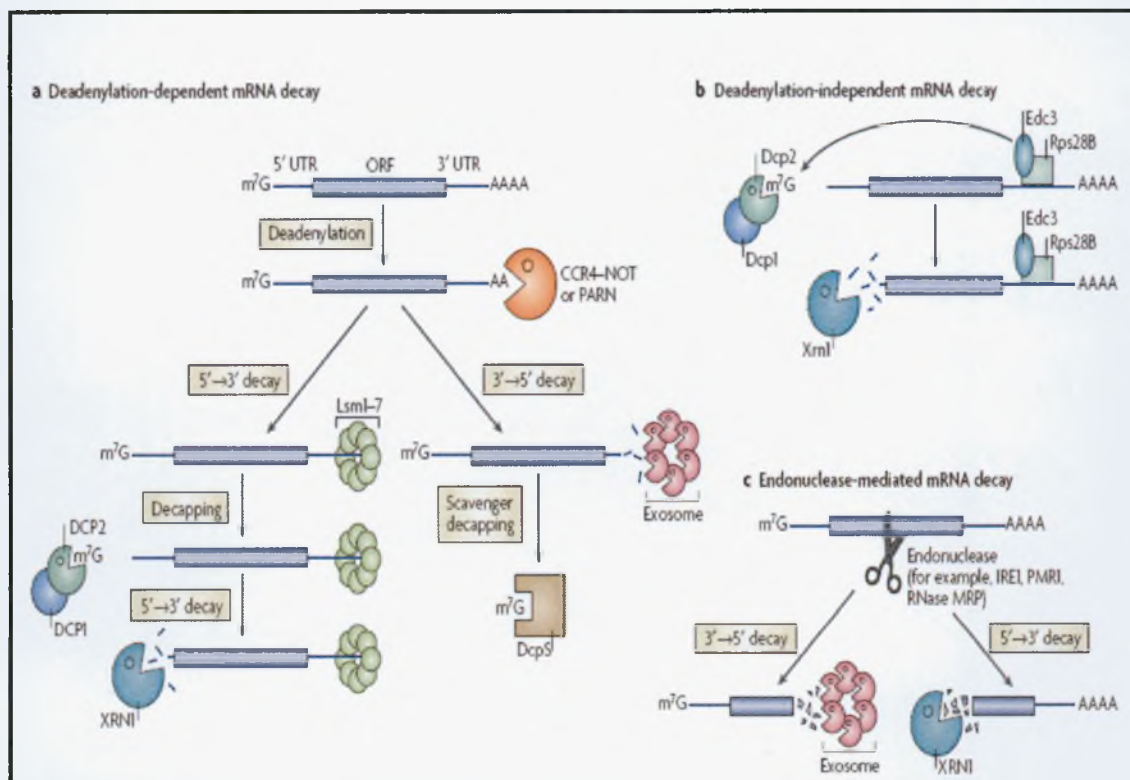 a Deadenylation-dependent mRNA decay
5′ UTR ORF 3′ UTR
m⁷G AAAA
Deadenylation
m⁷G AA
CCR4–NOT
or PARN
5′→3′ decay
3′→5′ decay
Lsm1–7
m⁷G
m⁷G
Decapping
Scavenger
decapping
Exosome
DCP2
m⁷G
DCP1
m⁷G
DcpS
5′→3′ decay
XRN1
b Deadenylation-independent mRNA decay
Edc3
Rps28B
Dcp2
m⁷G
AAAA
Dcp1
Edc3
Rps28B
AAAA
Xrn1
c Endonuclease-mediated mRNA decay
m⁷G AAAA
Endonuclease
(for example, IRE1, PMR1,
RNase MRP)
3′→5′ decay
5′→3′ decay
m⁷G
AAAA
Exosome
XRN1